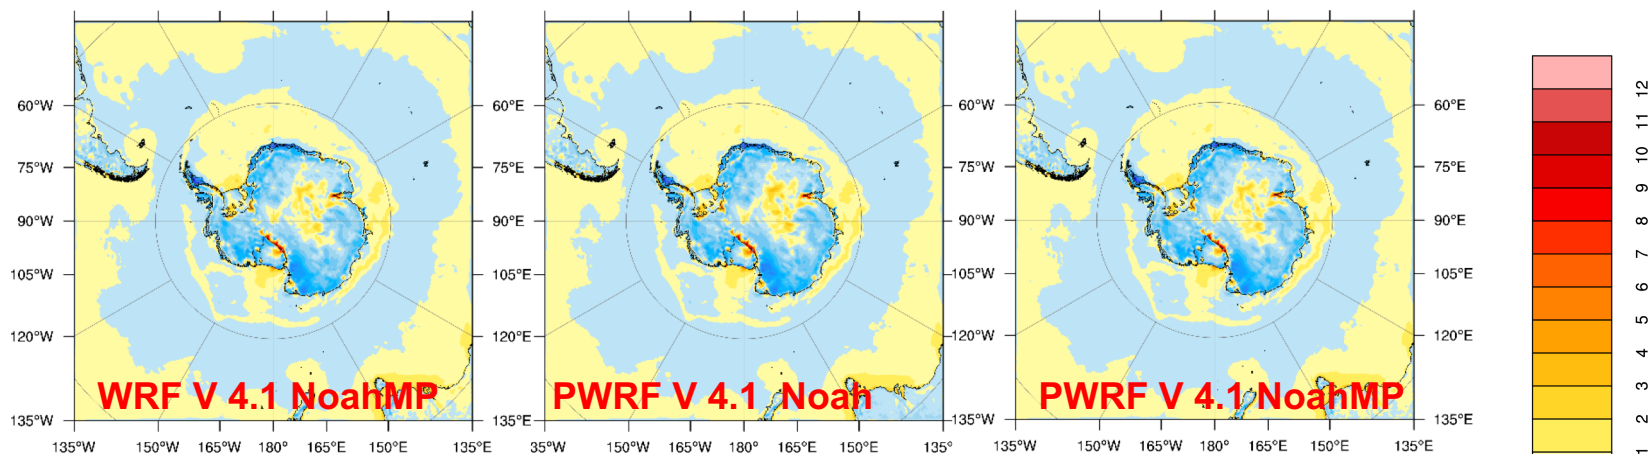 60°W 60°E 60°W 60°E
75°W 75°E 75°W 75°E
90°W 90°E 90°W 90°E
105°W 105°E 105°W 105°E
120°W 120°E 120°W 120°E
135°W 135°E 135°W 135°E
WRF V 4.1 NoahMP PWRF V 4.1 Noah PWRF V 4.1 NoahMP
135°W 150°W 165°W 180° 165°E 150°E 135°E 35°W 150°W 165°W 180° 165°E 150°E 135°E 135°W 150°W 165°W 180° 165°E 150°E 135°E
12
11
10
9
8
7
6
5
4
3
2
1